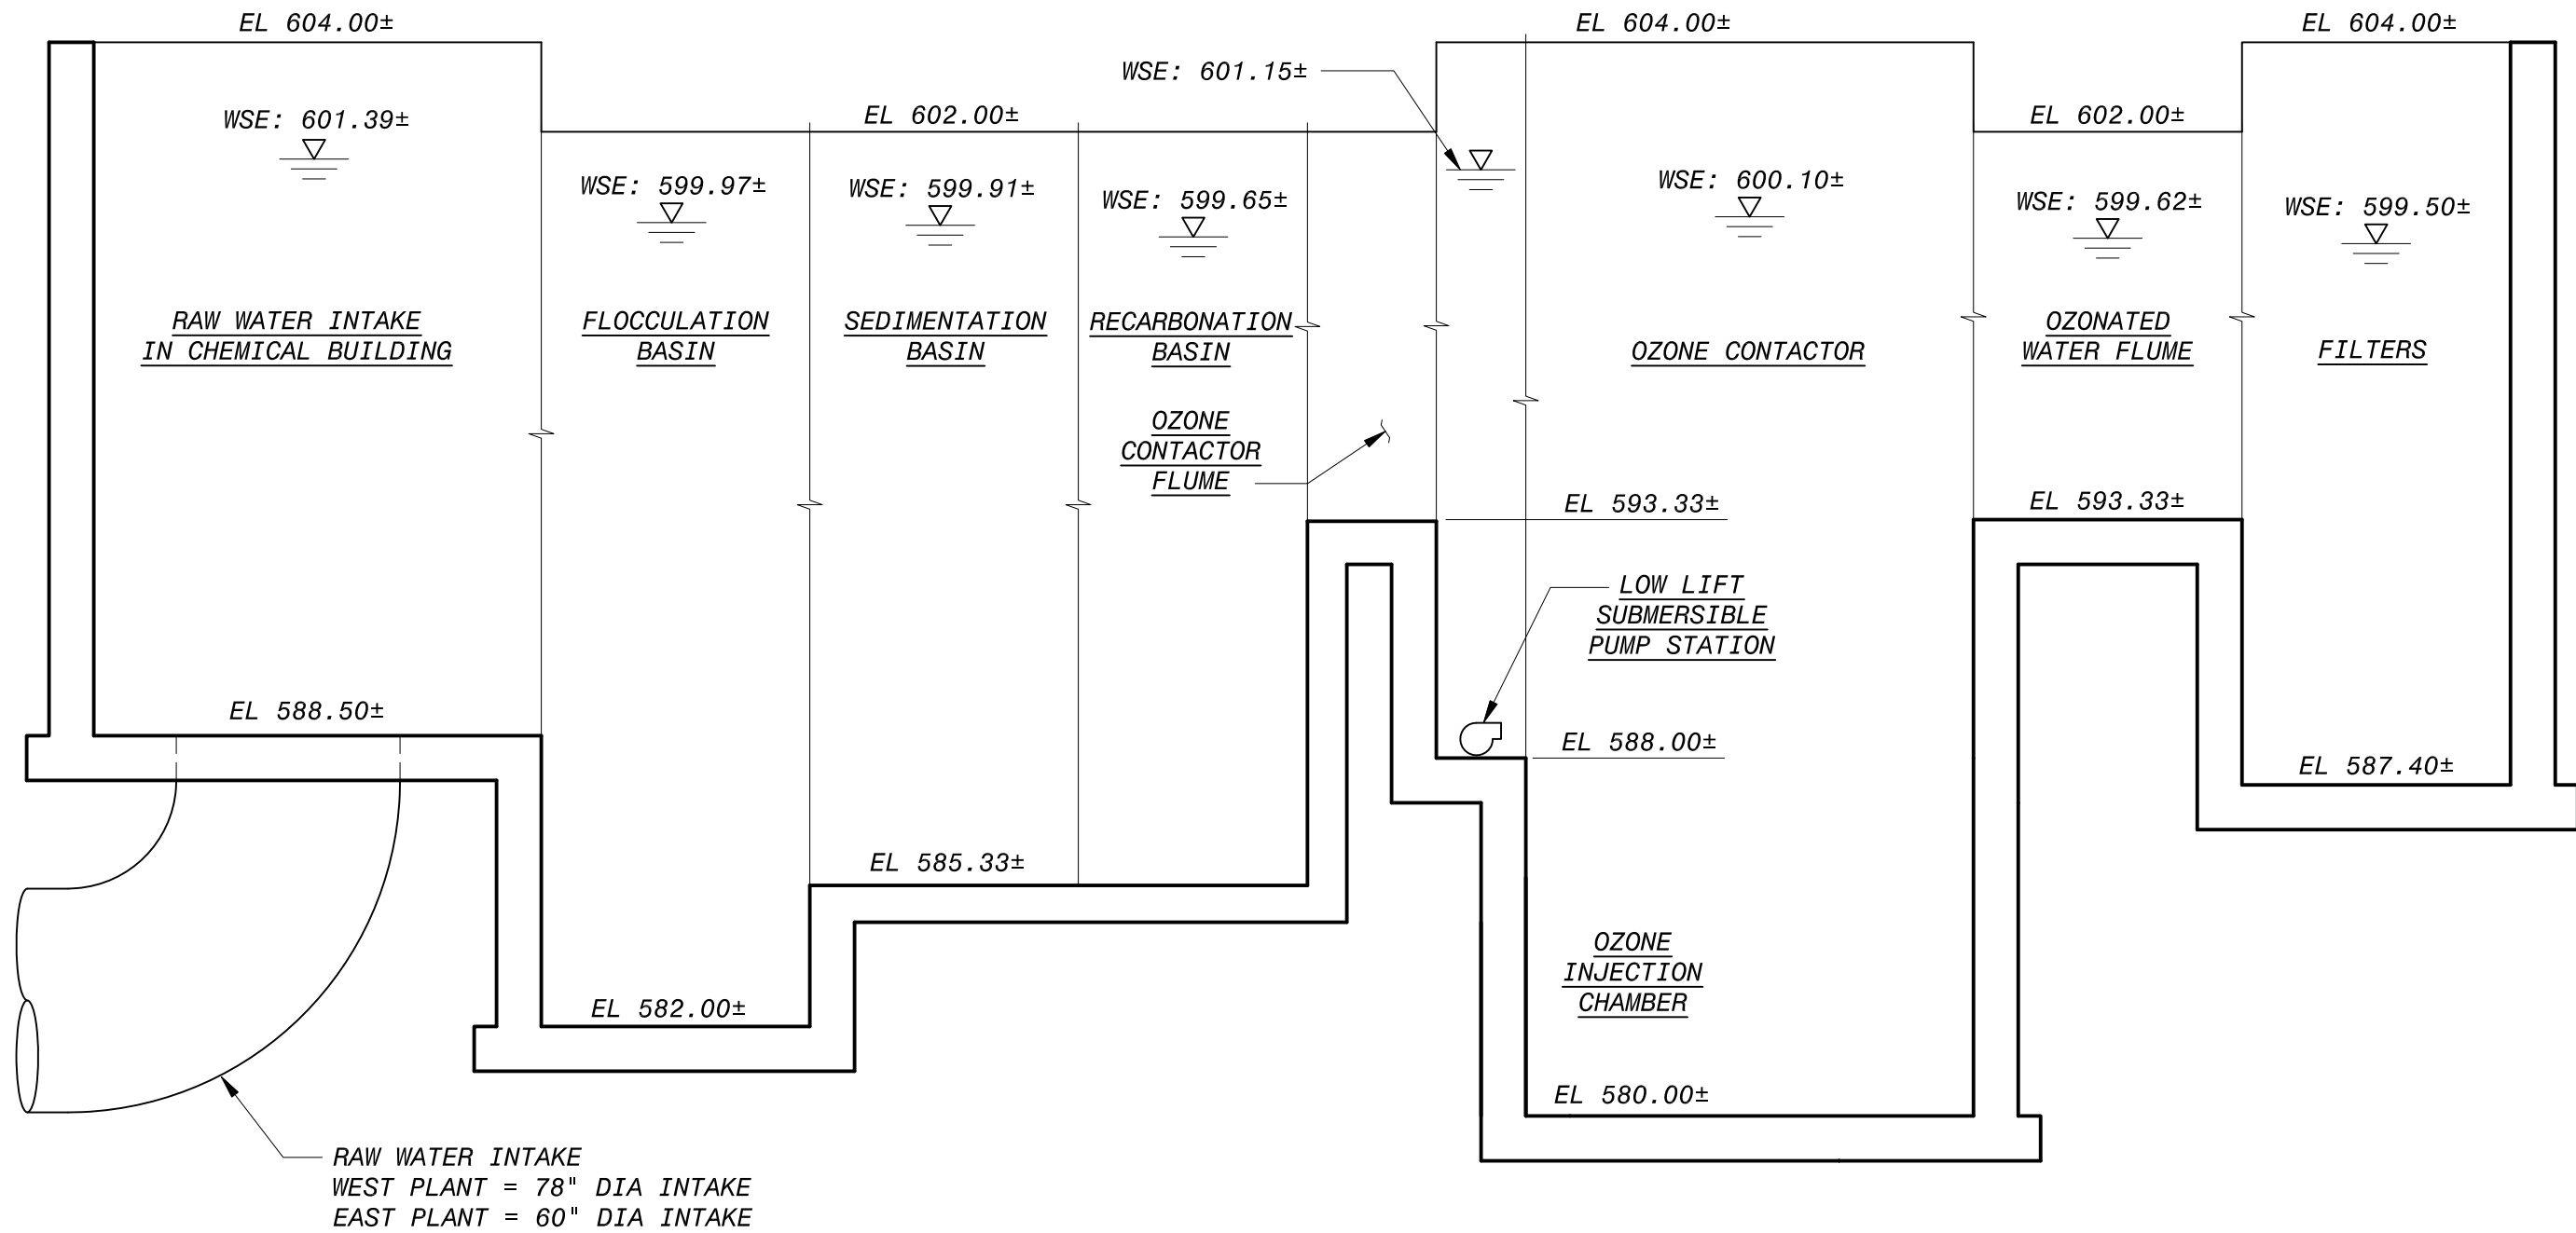 EL 604.00±
EL 604.00±
EL 604.00±
WSE: 601.15±
WSE: 601.39±
EL 602.00±
EL 602.00±
WSE: 599.97±
WSE: 599.91±
WSE: 599.65±
WSE: 600.10±
WSE: 599.62±
WSE: 599.50±
RAW WATER INTAKE
IN CHEMICAL BUILDING
FLOCCULATION
BASIN
SEDIMENTATION
BASIN
RECARBONATION
BASIN
OZONE CONTACTOR
OZONATED
WATER FLUME
FILTERS
OZONE
CONTACTOR
FLUME
EL 593.33±
EL 593.33±
LOW LIFT
SUBMERSIBLE
PUMP STATION
EL 588.50±
EL 588.00±
EL 587.40±
EL 585.33±
OZONE
INJECTION
CHAMBER
EL 582.00±
EL 580.00±
RAW WATER INTAKE
WEST PLANT = 78" DIA INTAKE
EAST PLANT = 60" DIA INTAKE